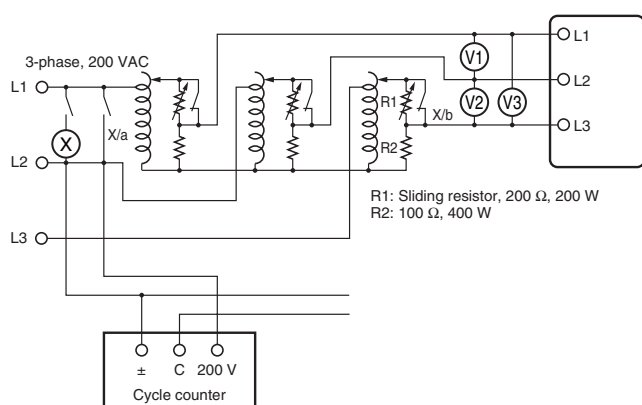 3-phase, 200 VAC
L1
X/a
X
L2
L3
R1
R2
X/b
V1
V2
V3
L1
L2
L3
R1: Sliding resistor, 200 Ω, 200 W
R2: 100 Ω, 400 W
± C 200 V
Cycle counter